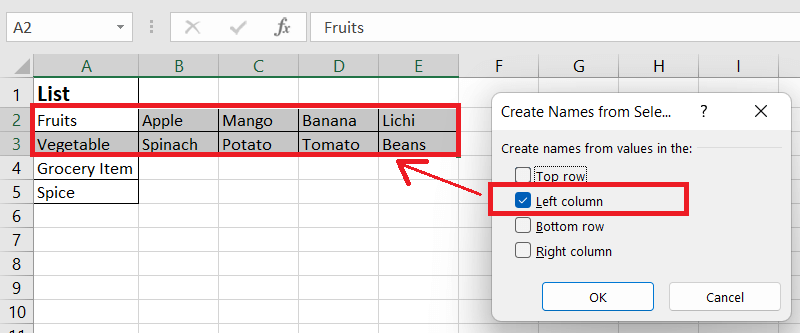 A2 fx Fruits
A B C D E F G H I
1 List
2 Fruits Apple Mango Banana Lichi
3 Vegetable Spinach Potato Tomato Beans
4 Grocery Item
5 Spice
6
7
8
9
10
11
Create Names from Sele... ? ×
Create names from values in the:
Top row
Left column
Bottom row
Right column
OK Cancel